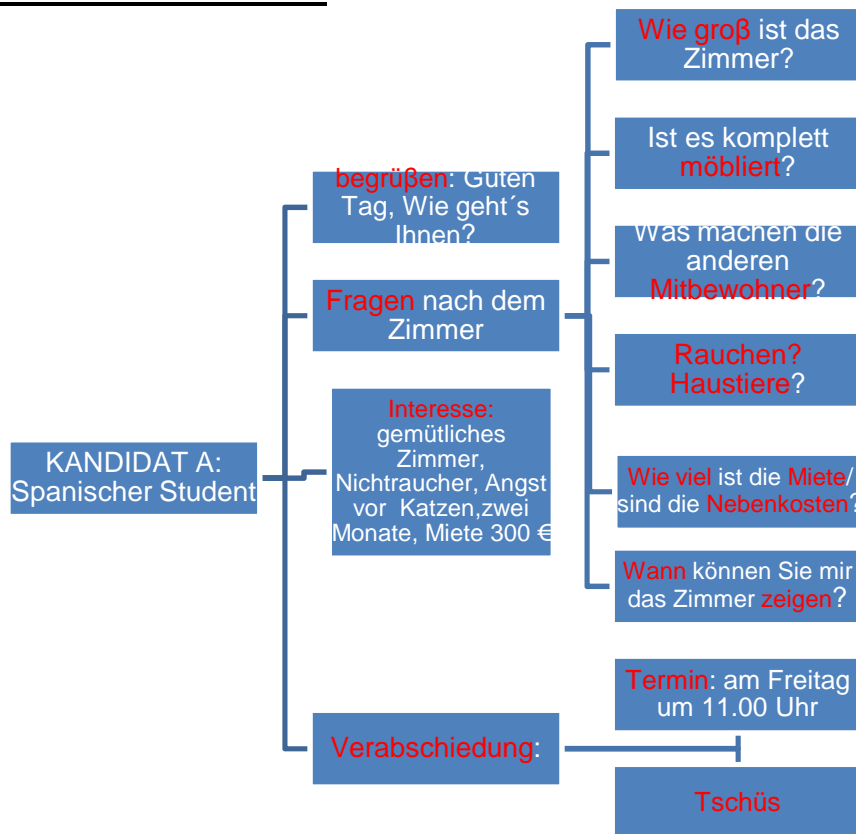 KANDIDAT A:
Spanischer Student
begrüβen: Guten
Tag, Wie geht´s
Ihnen?
Fragen nach dem
Zimmer
Wie groβ ist das
Zimmer?
Ist es komplett
möbliert?
Was machen die
anderen
Mitbewohner?
Rauchen?
Haustiere?
Wie viel ist die Miete/
sind die Nebenkosten?
Wann können Sie mir
das Zimmer zeigen?
Interesse:
gemütliches
Zimmer,
Nichtraucher, Angst
vor Katzen,zwei
Monate, Miete 300 €
Verabschiedung:
Termin: am Freitag
um 11.00 Uhr
Tschüs